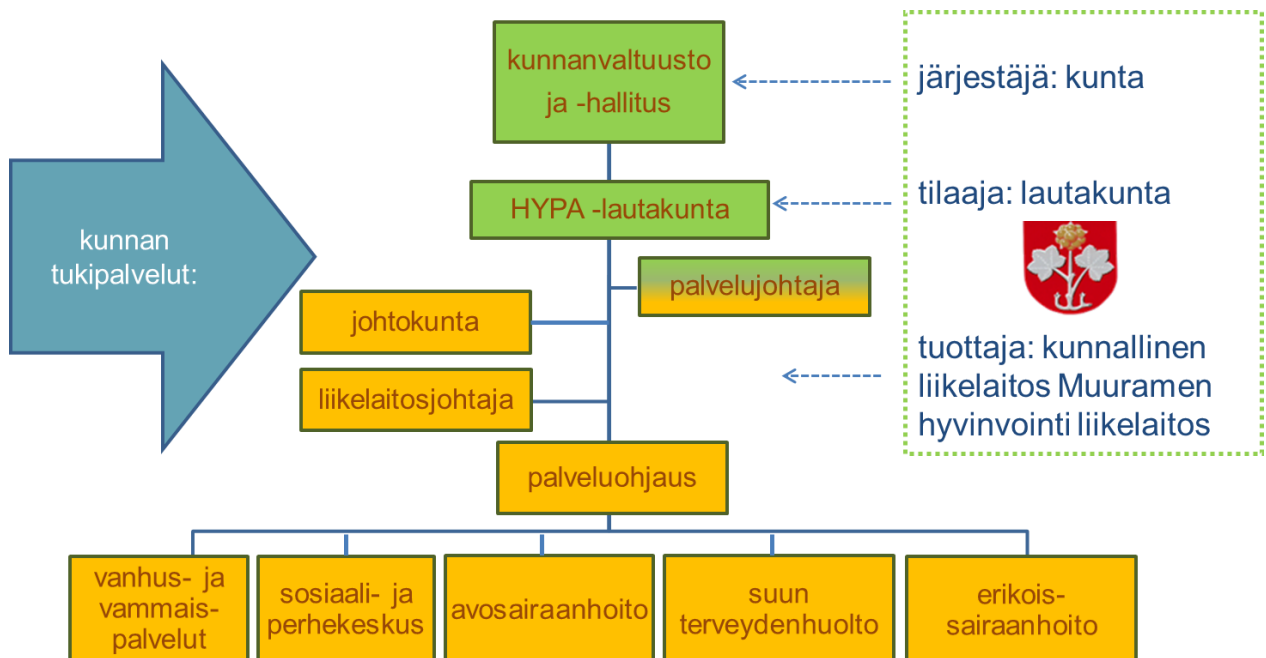 kunnanvaltuusto
ja -hallitus
järjestäjä: kunta
HYPA -lautakunta
tilaaja: lautakunta
kunnan
tukipalvelut:
palvelujohtaja
johtokunta
liikelaitosjohtaja
tuottaja: kunnallinen
liikelaitos Muuramen
hyvinvointi liikelaitos
palveluohjaus
vanhus- ja
vammais-
palvelut
sosiaali- ja
perhekeskus
avosairaanhoito
suun
terveydenhuolto
erikois-
sairaanhoito